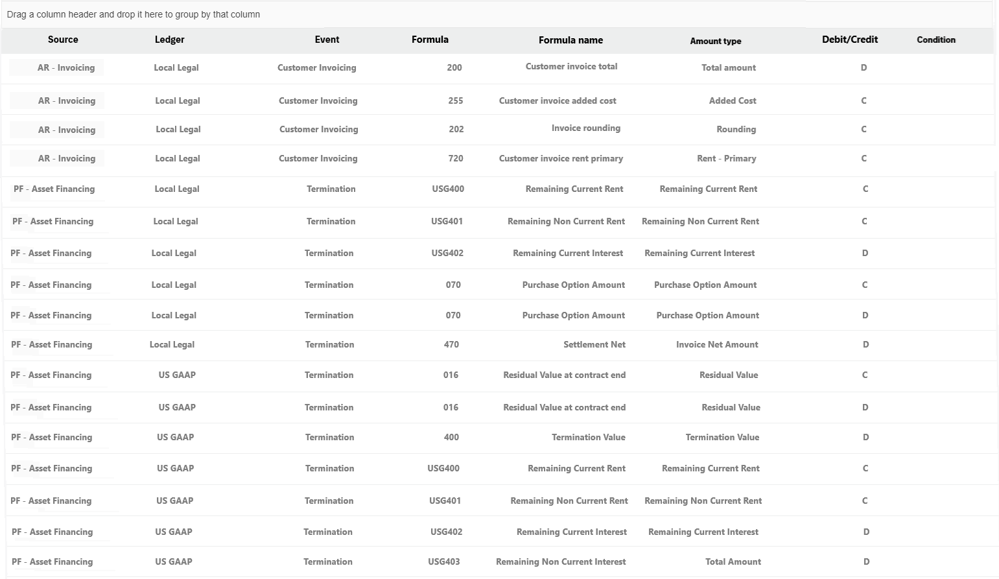 Drag a column header and drop it here to group by that column
Source Ledger Event Formula Formula name Amount type Debit/Credit Condition
AR - Invoicing Local Legal Customer Invoicing 200 Customer invoice total Total amount D
AR - Invoicing Local Legal Customer Invoicing 255 Customer invoice added cost Added Cost C
AR - Invoicing Local Legal Customer Invoicing 202 Invoice rounding Rounding C
AR - Invoicing Local Legal Customer Invoicing 720 Customer invoice rent primary Rent - Primary C
PF - Asset Financing Local Legal Termination USG400 Remaining Current Rent Remaining Current Rent C
PF - Asset Financing Local Legal Termination USG401 Remaining Non Current Rent Remaining Non Current Rent C
PF - Asset Financing Local Legal Termination USG402 Remaining Current Interest Remaining Current Interest D
PF - Asset Financing Local Legal Termination 070 Purchase Option Amount Purchase Option Amount C
PF - Asset Financing Local Legal Termination 070 Purchase Option Amount Purchase Option Amount D
PF - Asset Financing Local Legal Termination 470 Settlement Net Invoice Net Amount D
PF - Asset Financing US GAAP Termination 016 Residual Value at contract end Residual Value C
PF - Asset Financing US GAAP Termination 016 Residual Value at contract end Residual Value D
PF - Asset Financing US GAAP Termination 400 Termination Value Termination Value D
PF - Asset Financing US GAAP Termination USG400 Remaining Current Rent Remaining Current Rent C
PF - Asset Financing US GAAP Termination USG401 Remaining Non Current Rent Remaining Non Current Rent C
PF - Asset Financing US GAAP Termination USG402 Remaining Current Interest Remaining Current Interest D
PF - Asset Financing US GAAP Termination USG403 Remaining Non Current Interest Total Amount D